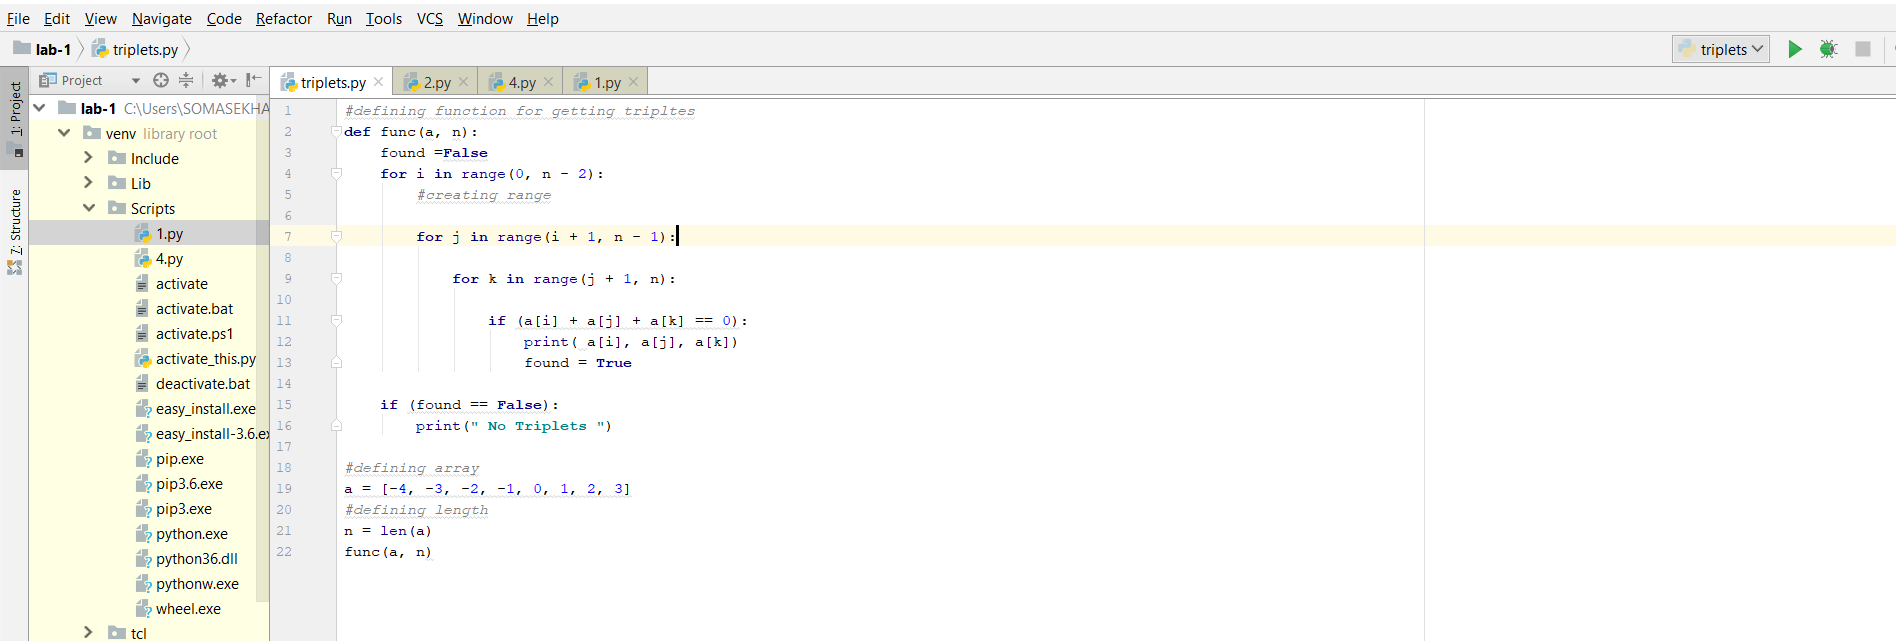 File Edit View Navigate Code Refactor Run Tools VCS Window Help
lab-1 triplets.py triplets
Project triplets.py 2.py 4.py 1.py
1: Project
7: Structure
lab-1 C:\Users\SOMASEKHA
venv library root
Include
Lib
Scripts
1.py
4.py
activate
activate.bat
activate.ps1
activate_this.py
deactivate.bat
easy_install.exe
easy_install-3.6.ex
pip.exe
pip3.6.exe
pip3.exe
python.exe
python36.dll
pythonw.exe
wheel.exe
tcl
1 #defining function for getting tripltes
2 def func(a, n):
3     found =False
4     for i in range(0, n - 2):
5         #creating range
6
7         for j in range(i + 1, n - 1):
8
9             for k in range(j + 1, n):
10
11                 if (a[i] + a[j] + a[k] == 0):
12                     print( a[i], a[j], a[k])
13                     found = True
14
15     if (found == False):
16         print(" No Triplets ")
17
18 #defining array
19 a = [-4, -3, -2, -1, 0, 1, 2, 3]
20 #defining length
21 n = len(a)
22 func(a, n)